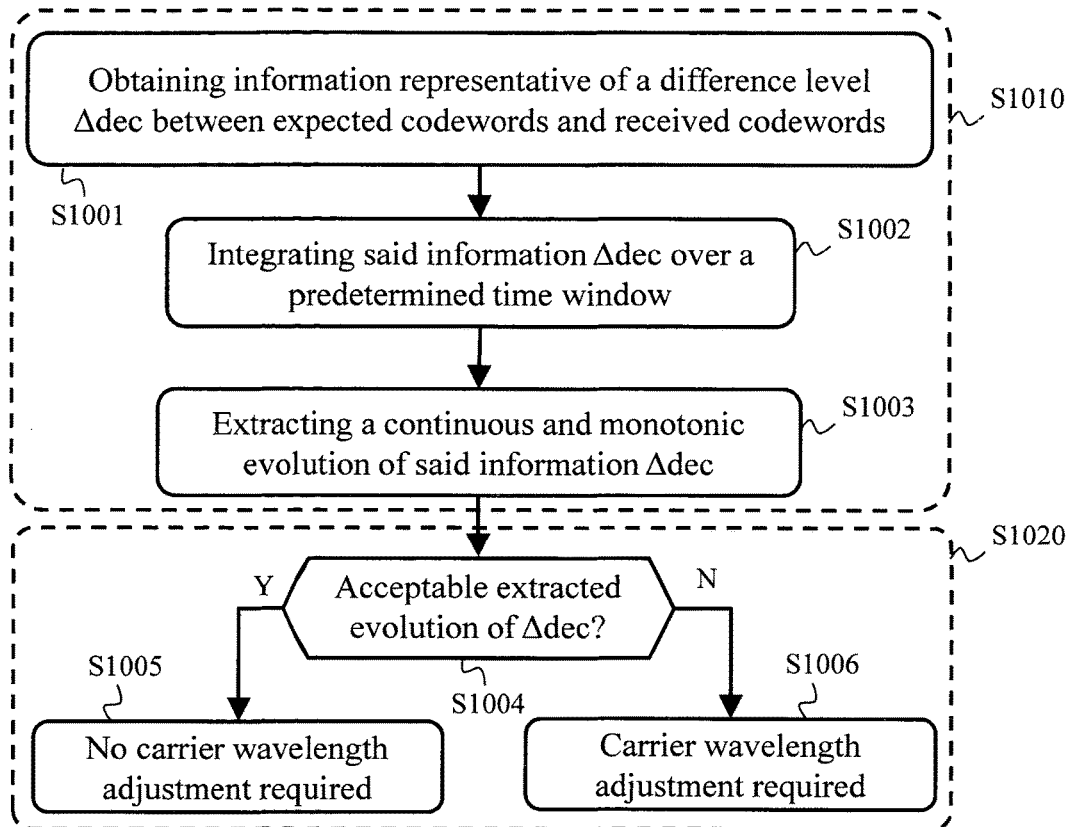 Obtaining information representative of a difference level
Δdec between expected codewords and received codewords
S1010
S1001
S1002
Integrating said information Δdec over a
predetermined time window
S1003
Extracting a continuous and monotonic
evolution of said information Δdec
S1020
Y
N
Acceptable extracted
evolution of Δdec?
S1005
S1004
S1006
No carrier wavelength
adjustment required
Carrier wavelength
adjustment required